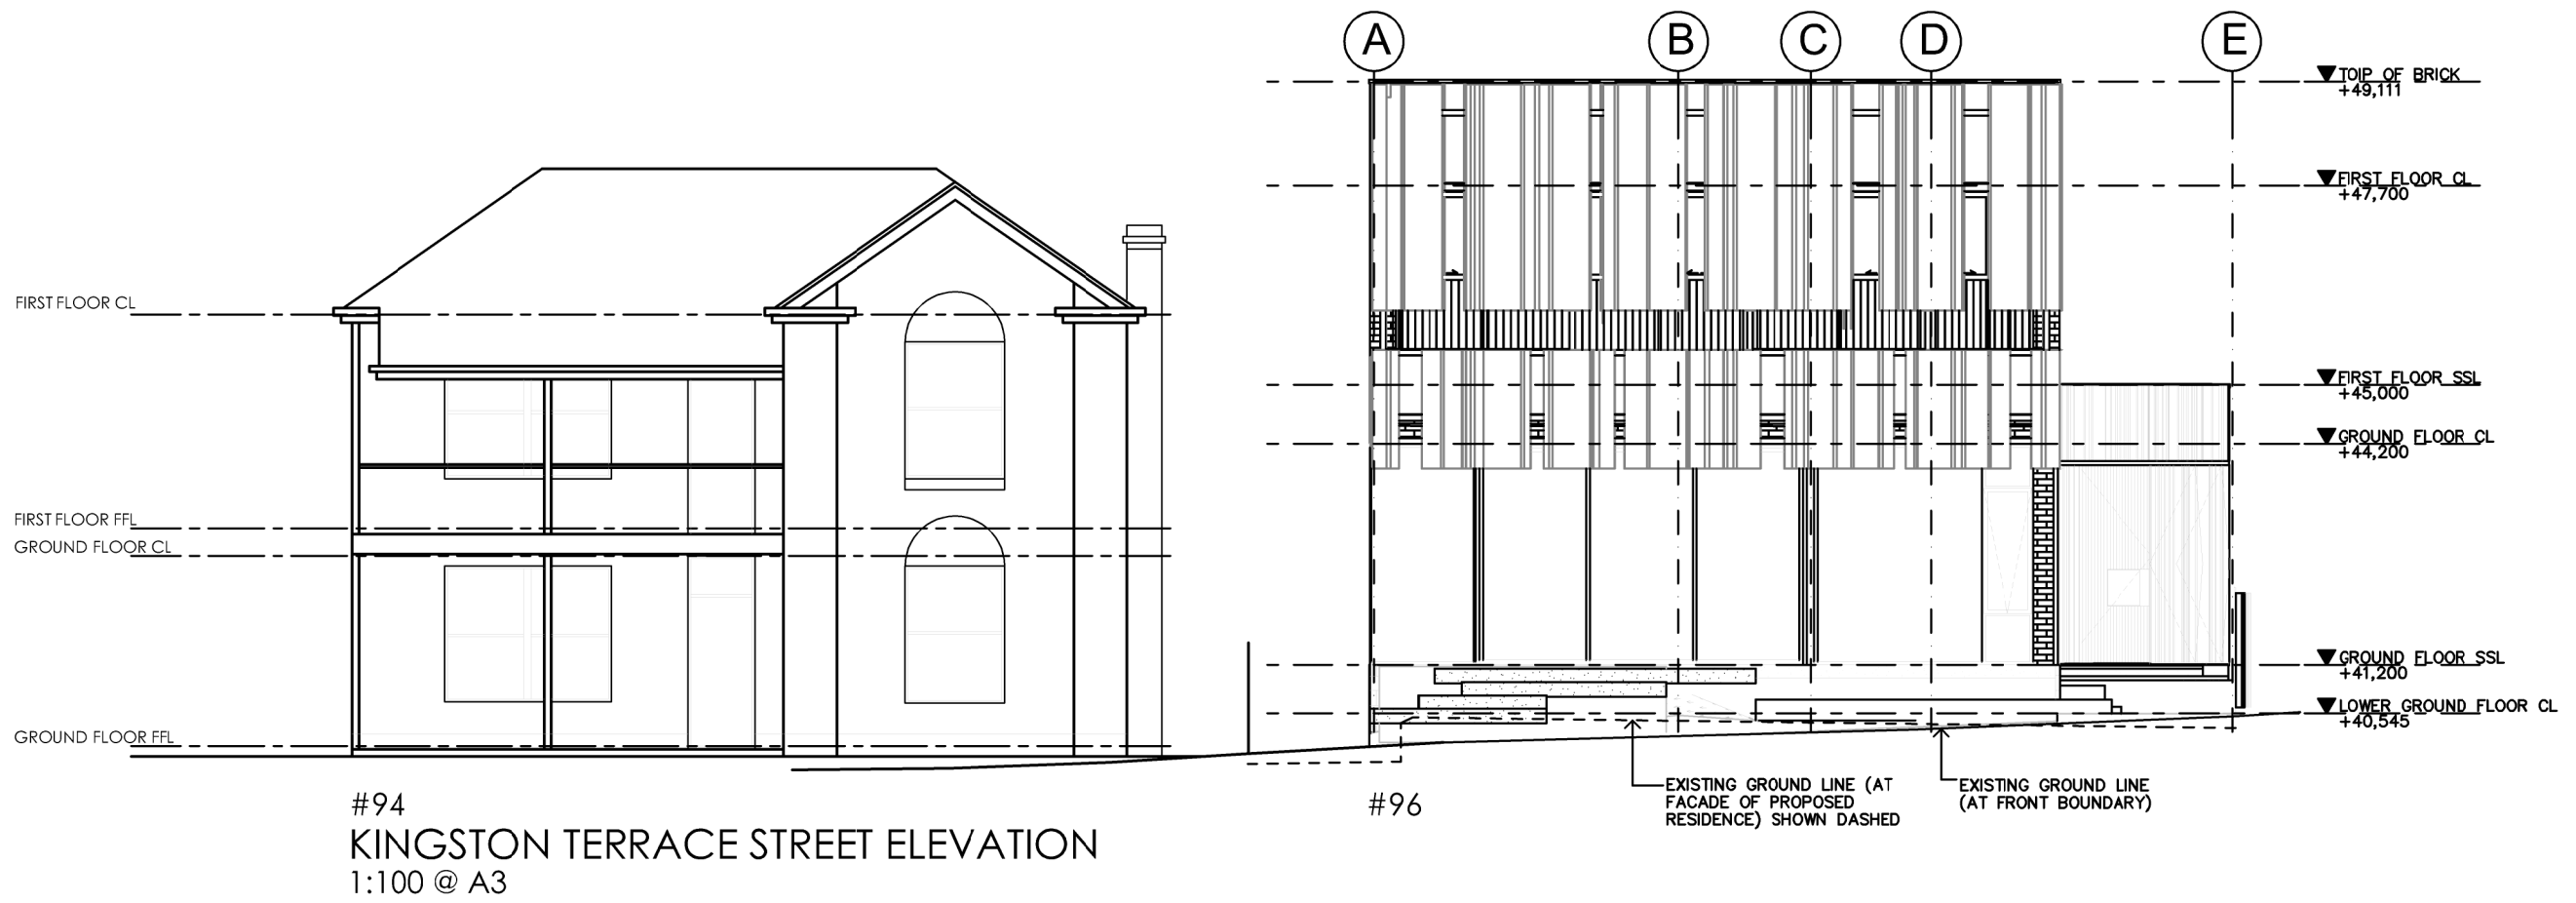 A
B
C
D
E
TOIP OF BRICK
+49,111
FIRST FLOOR CL
+47,700
FIRST FLOOR SSL
+45,000
GROUND FLOOR CL
+44,200
GROUND FLOOR SSL
+41,200
LOWER GROUND FLOOR CL
+40,545
FIRST FLOOR CL
FIRST FLOOR FFL
GROUND FLOOR CL
GROUND FLOOR FFL
EXISTING GROUND LINE (AT
FACADE OF PROPOSED
RESIDENCE) SHOWN DASHED
EXISTING GROUND LINE
(AT FRONT BOUNDARY)
#94
#96
KINGSTON TERRACE STREET ELEVATION
1:100 @ A3